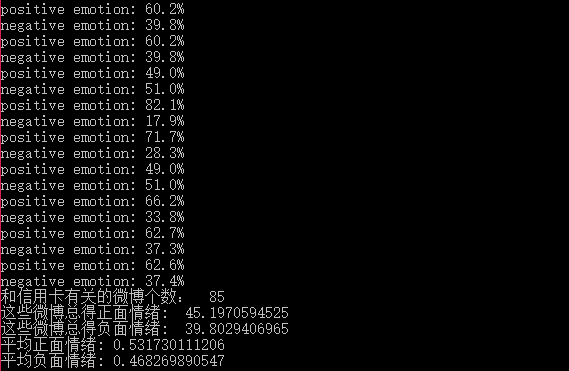 positive emotion: 60.2%
negative emotion: 39.8%
positive emotion: 60.2%
negative emotion: 39.8%
positive emotion: 49.0%
negative emotion: 51.0%
positive emotion: 82.1%
negative emotion: 17.9%
positive emotion: 71.7%
negative emotion: 28.3%
positive emotion: 49.0%
negative emotion: 51.0%
positive emotion: 66.2%
negative emotion: 33.8%
positive emotion: 62.7%
negative emotion: 37.3%
positive emotion: 62.6%
negative emotion: 37.4%
和信用卡有关的微博个数： 85
这些微博总得正面情绪: 45.1970594525
这些微博总得负面情绪: 39.8029406965
平均正面情绪: 0.531730111206
平均负面情绪: 0.468269890547